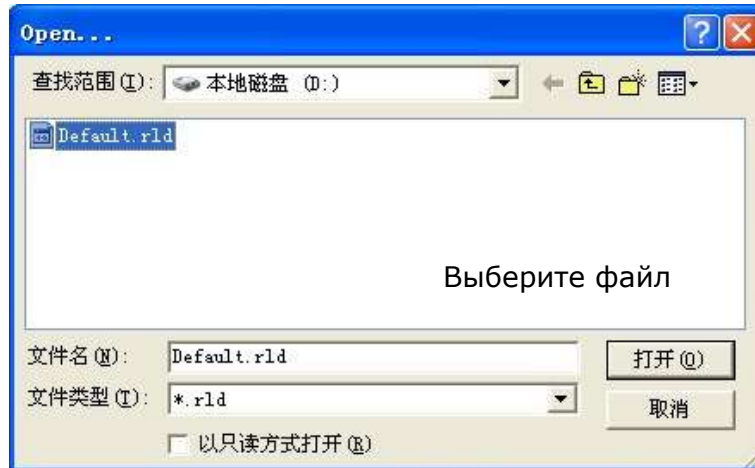 Open...
查找范围(I): 本地磁盘 (D:)
Default.rld
Выберите файл
文件名(N): Default.rld 打开(O)
文件类型(T): *.rld 取消
以只读方式打开(R)